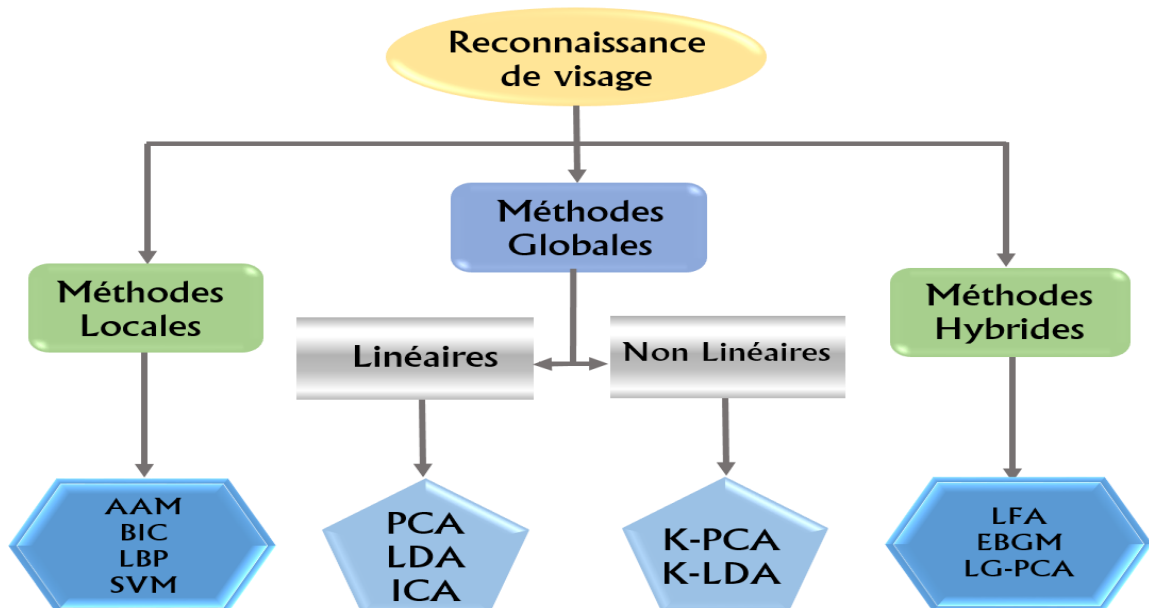 Reconnaissance
de visage
Méthodes
Globales
Méthodes
Locales
Méthodes
Hybrides
Linéaires
Non Linéaires
AAM
BIC
LBP
SVM
PCA
LDA
ICA
K-PCA
K-LDA
LFA
EBGM
LG-PCA